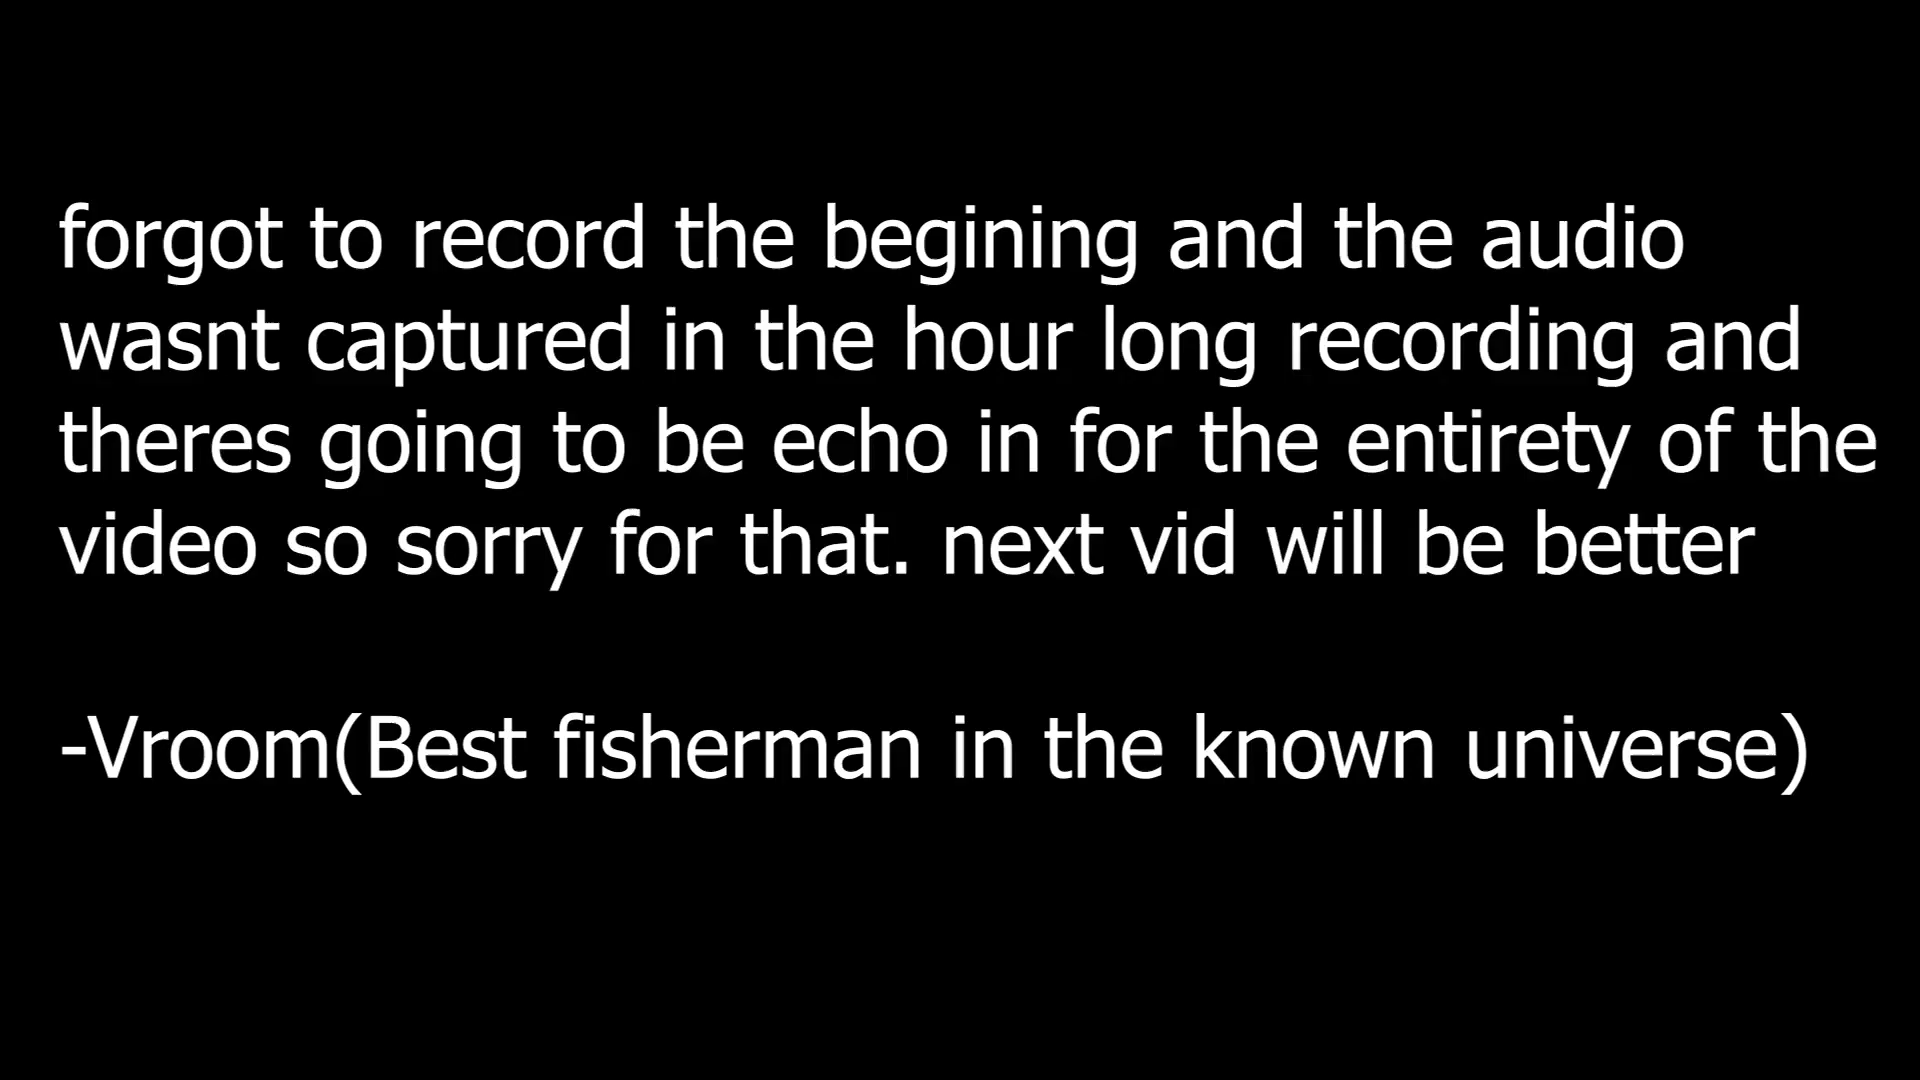 forgot to record the begining and the audio
wasnt captured in the hour long recording and
theres going to be echo in for the entirety of the
video so sorry for that. next vid will be better
-Vroom(Best fisherman in the known universe)